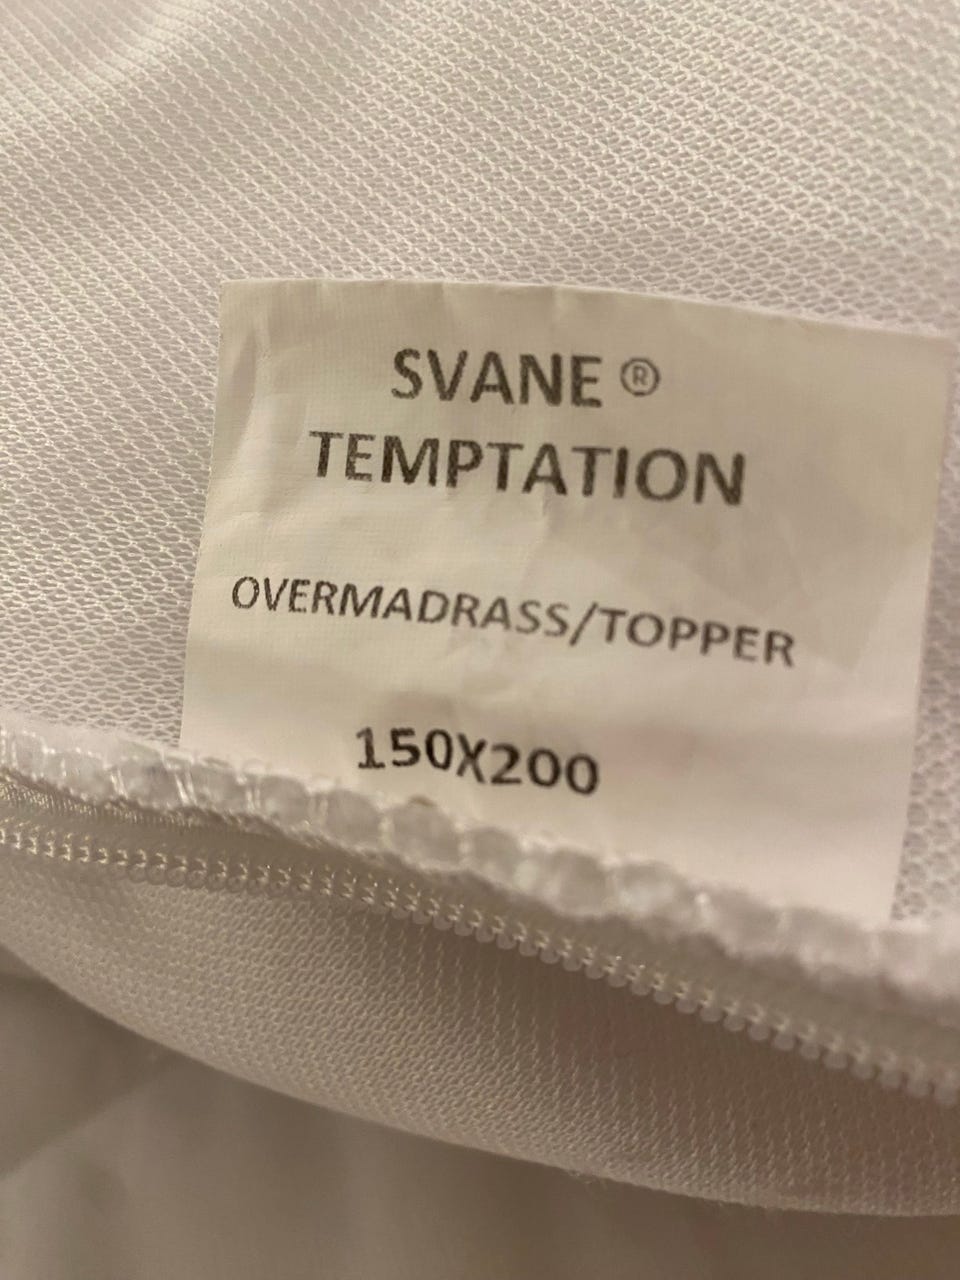 SVANE ®
TEMPTATION
OVERMADRASS/TOPPER
150X200